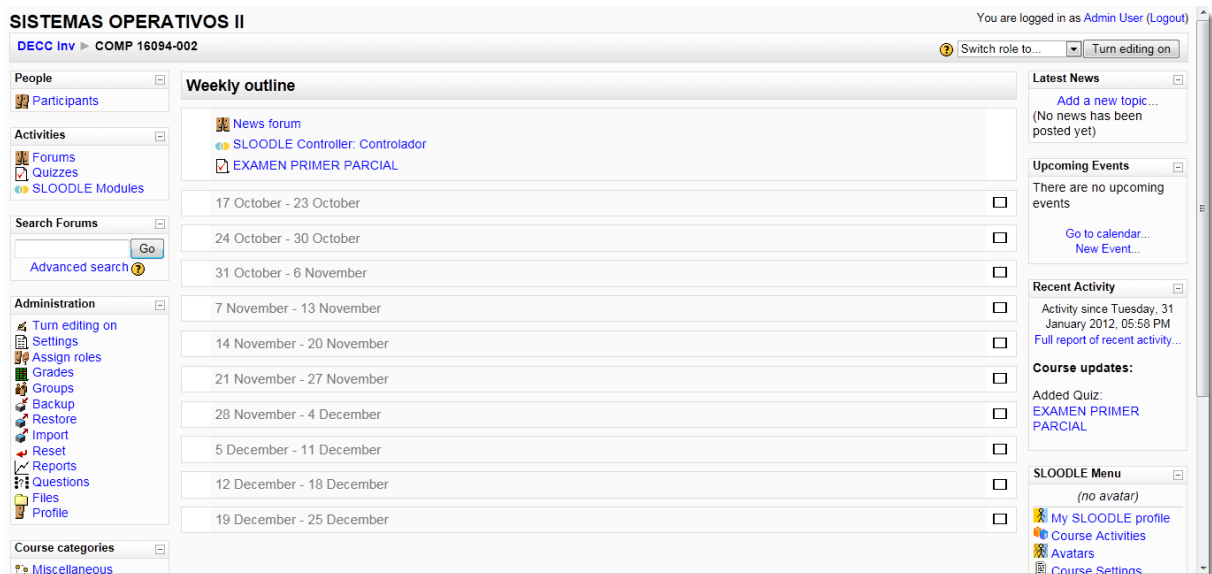 SISTEMAS OPERATIVOS II
You are logged in as Admin User (Logout)
DECC Inv ► COMP 16094-002
Switch role to...
Turn editing on
People
Participants
Activities
Forums
Quizzes
SLOODLE Modules
Search Forums
Go
Advanced search
Administration
Turn editing on
Settings
Assign roles
Grades
Groups
Backup
Restore
Import
Reset
Reports
Questions
Files
Profile
Course categories
Miscellaneous
Weekly outline
News forum
SLOODLE Controller: Controlador
EXAMEN PRIMER PARCIAL
17 October - 23 October
24 October - 30 October
31 October - 6 November
7 November - 13 November
14 November - 20 November
21 November - 27 November
28 November - 4 December
5 December - 11 December
12 December - 18 December
19 December - 25 December
Latest News
Add a new topic...
(No news has been
posted yet)
Upcoming Events
There are no upcoming
events
Go to calendar...
New Event...
Recent Activity
Activity since Tuesday, 31
January 2012, 05:58 PM
Full report of recent activity...
Course updates:
Added Quiz:
EXAMEN PRIMER
PARCIAL
SLOODLE Menu
(no avatar)
My SLOODLE profile
Course Activities
Avatars
Course Settings